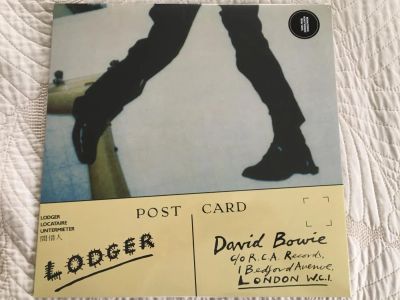 LODGER
LOCATAIRE
UNTERMIETER
間借人
POST CARD
LODGER
David Bowie
c/o R.C.A. Records,
1 Bedford Avenue,
LONDON W.C.1.